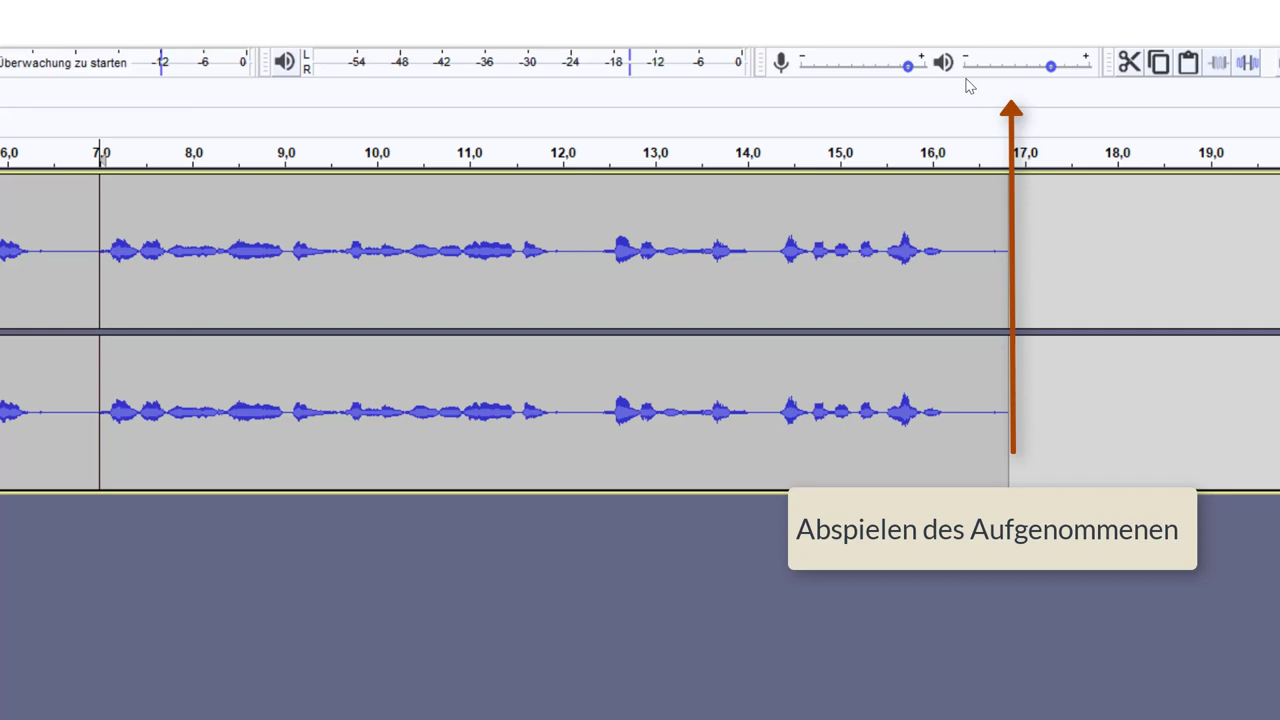 Überwachung zu starten -12 -6 0 L -54 -48 -42 -36 -30 -24 -18 -12 -6 0 - + - +
R
6,0 7,0 8,0 9,0 10,0 11,0 12,0 13,0 14,0 15,0 16,0 17,0 18,0 19,0
Abspielen des Aufgenommenen